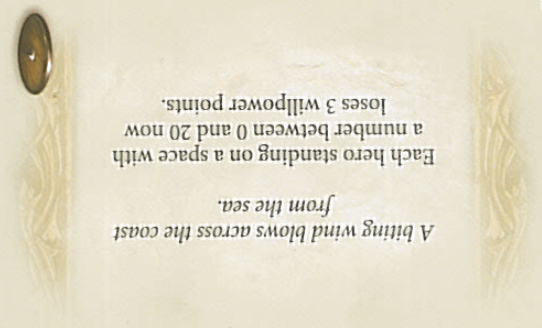 A biting wind blows across the coast
from the sea.
Each hero standing on a space with
a number between 0 and 20 now
loses 3 willpower points.